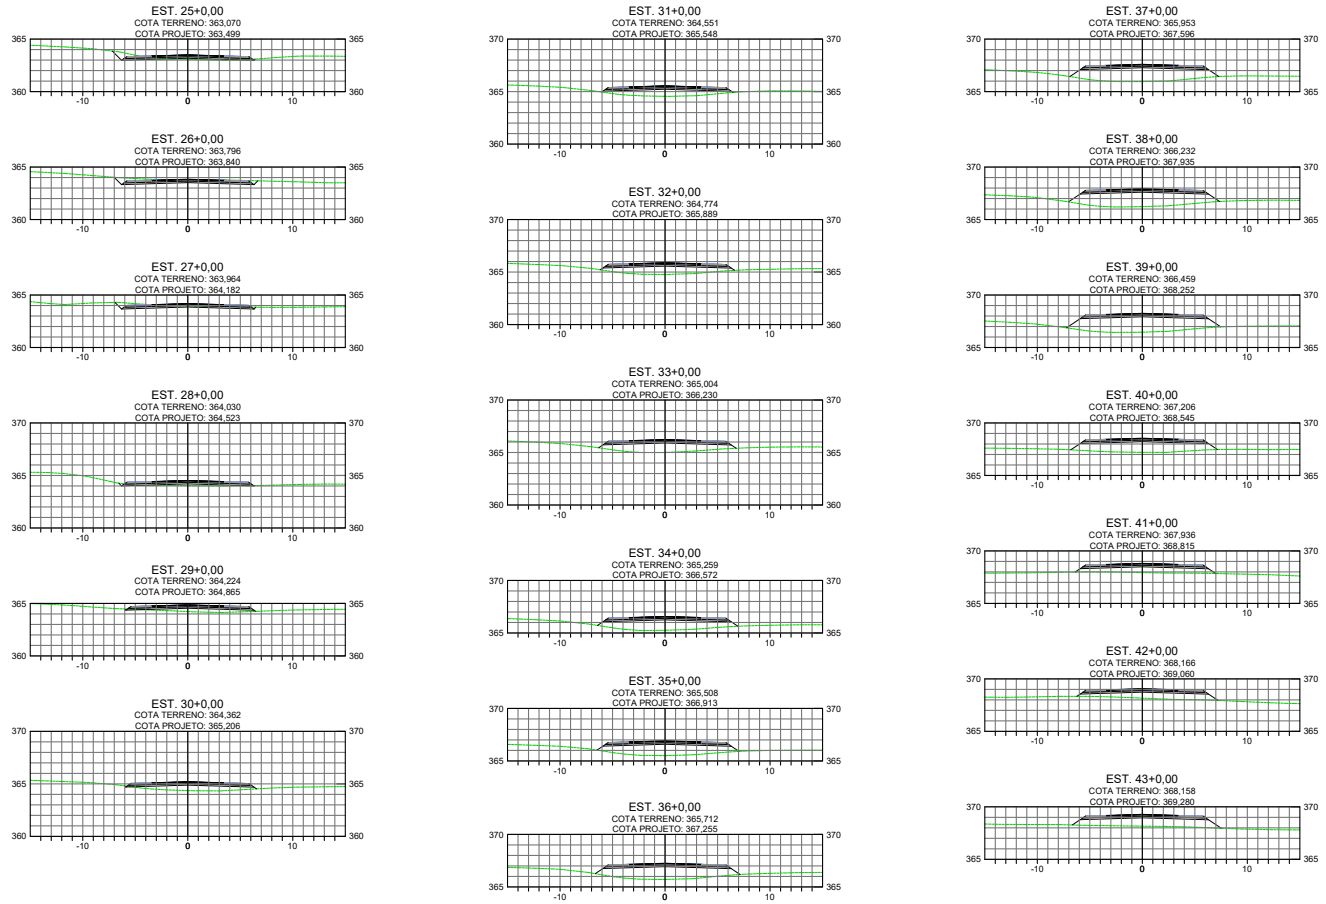 EST. 25+0,00
COTA TERRENO: 363,070
COTA PROJETO: 363,499
365 365
360 360
-10 0 10
EST. 26+0,00
COTA TERRENO: 363,796
COTA PROJETO: 363,840
365 365
360 360
-10 0 10
EST. 27+0,00
COTA TERRENO: 363,964
COTA PROJETO: 364,182
365 365
360 360
-10 0 10
EST. 28+0,00
COTA TERRENO: 364,030
COTA PROJETO: 364,523
370 370
365 365
360 360
-10 0 10
EST. 29+0,00
COTA TERRENO: 364,224
COTA PROJETO: 364,865
365 365
360 360
-10 0 10
EST. 30+0,00
COTA TERRENO: 364,362
COTA PROJETO: 365,206
370 370
365 365
360 360
-10 0 10
EST. 31+0,00
COTA TERRENO: 364,551
COTA PROJETO: 365,548
370 370
365 365
360 360
-10 0 10
EST. 32+0,00
COTA TERRENO: 364,774
COTA PROJETO: 365,889
370 370
365 365
360 360
-10 0 10
EST. 33+0,00
COTA TERRENO: 365,004
COTA PROJETO: 366,230
370 370
365 365
360 360
-10 0 10
EST. 34+0,00
COTA TERRENO: 365,259
COTA PROJETO: 366,572
370 370
365 365
-10 0 10
EST. 35+0,00
COTA TERRENO: 365,508
COTA PROJETO: 366,913
370 370
365 365
-10 0 10
EST. 36+0,00
COTA TERRENO: 365,712
COTA PROJETO: 367,255
370 370
365 365
-10 0 10
EST. 37+0,00
COTA TERRENO: 365,953
COTA PROJETO: 367,596
370 370
365 365
-10 0 10
EST. 38+0,00
COTA TERRENO: 366,232
COTA PROJETO: 367,935
370 370
365 365
-10 0 10
EST. 39+0,00
COTA TERRENO: 366,459
COTA PROJETO: 368,252
370 370
365 365
-10 0 10
EST. 40+0,00
COTA TERRENO: 367,206
COTA PROJETO: 368,545
370 370
365 365
-10 0 10
EST. 41+0,00
COTA TERRENO: 367,936
COTA PROJETO: 368,815
370 370
365 365
-10 0 10
EST. 42+0,00
COTA TERRENO: 368,166
COTA PROJETO: 369,060
370 370
365 365
-10 0 10
EST. 43+0,00
COTA TERRENO: 368,158
COTA PROJETO: 369,280
370 370
365 365
-10 0 10